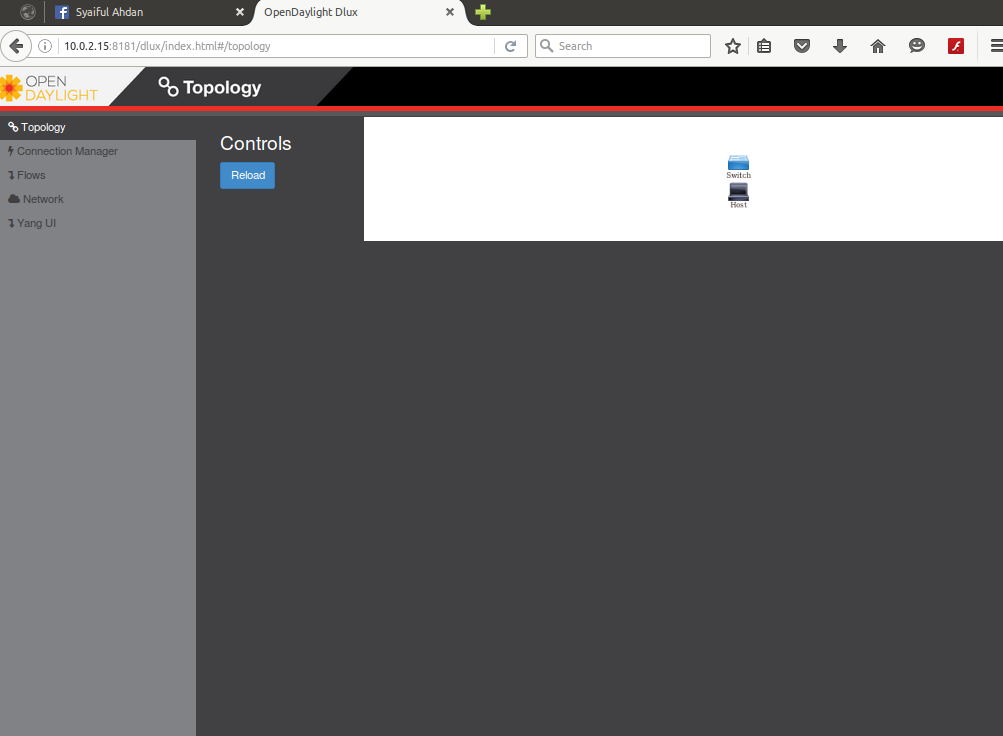 Syaiful Ahdan
OpenDaylight Dlux
10.0.2.15:8181/dlux/index.html#/topology
Search
OPEN
DAYLIGHT
Topology
Topology
Connection Manager
Flows
Network
Yang UI
Controls
Reload
Switch
Host